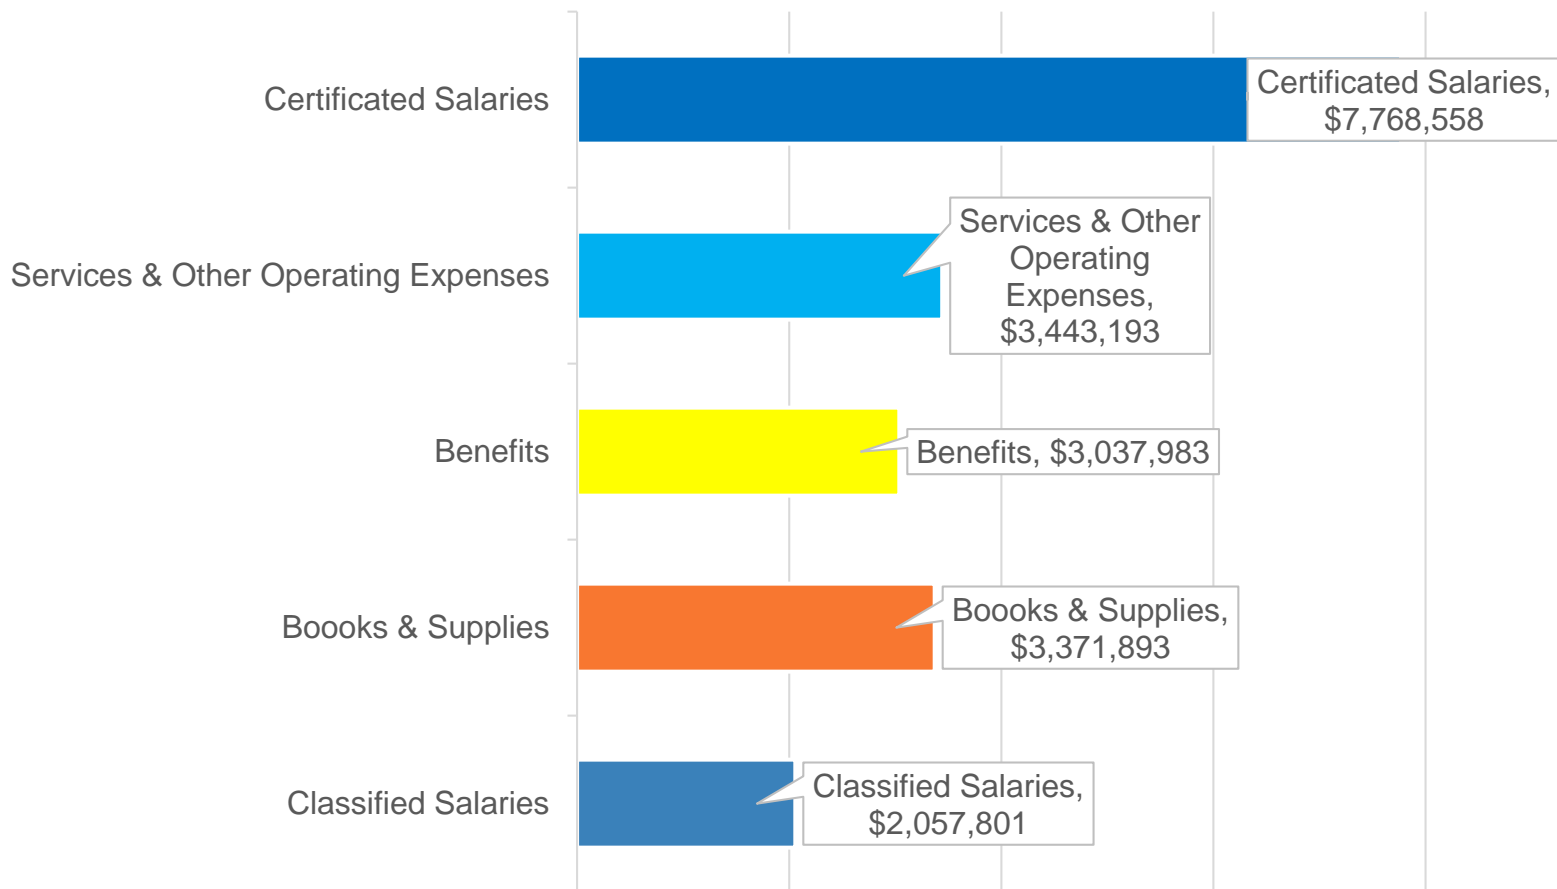 Certificated Salaries
Certificated Salaries,
$7,768,558
Services & Other Operating Expenses
Services & Other
Operating
Expenses,
$3,443,193
Benefits
Benefits, $3,037,983
Boooks & Supplies
Boooks & Supplies,
$3,371,893
Classified Salaries
Classified Salaries,
$2,057,801